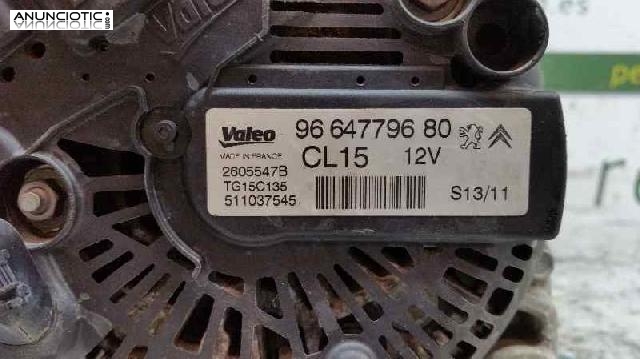 ANUNCIOTIC.com
Valeo 96 647796 80
MADE IN FRANCE CL15 12V
2605547B
TG15C135 S13/11
511037545